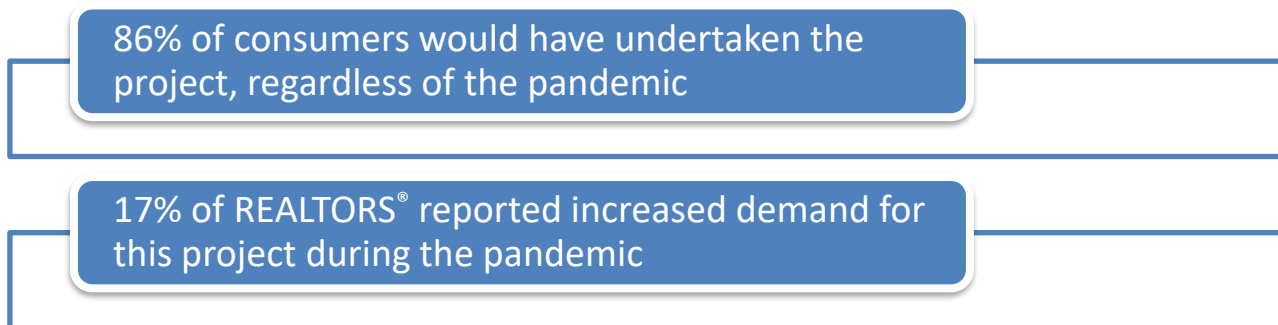 86% of consumers would have undertaken the
project, regardless of the pandemic
17% of REALTORS® reported increased demand for
this project during the pandemic